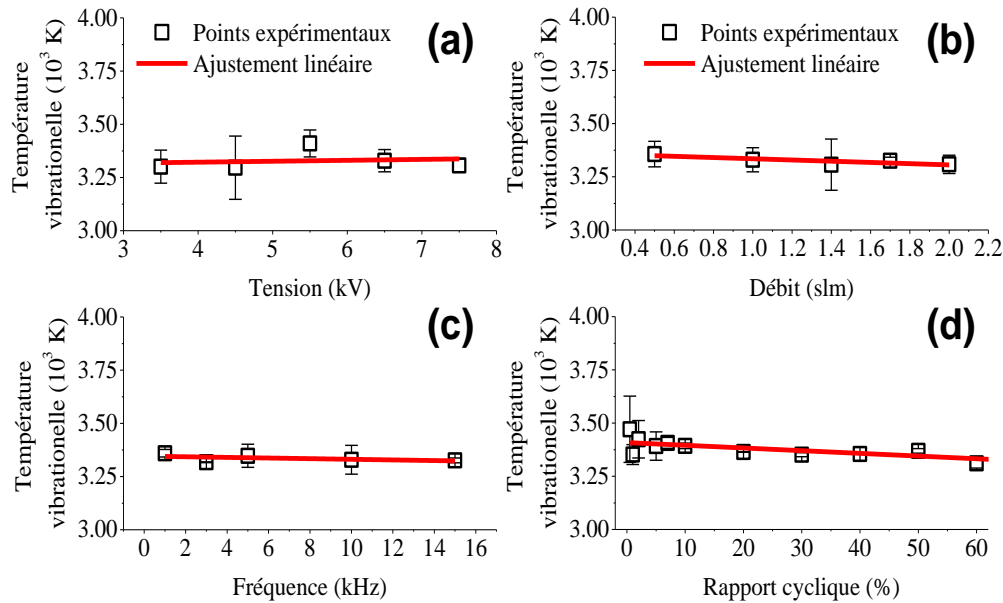 Température
vibrationelle (10³ K)
4.00
3.75
3.50
3.25
3.00
Points expérimentaux
Ajustement linéaire
(a)
3 4 5 6 7 8
Tension (kV)
Température
vibrationelle (10³ K)
4.00
3.75
3.50
3.25
3.00
Points expérimentaux
Ajustement linéaire
(b)
0.4 0.6 0.8 1.0 1.2 1.4 1.6 1.8 2.0 2.2
Débit (slm)
Température
vibrationelle (10³ K)
4.00
3.75
3.50
3.25
3.00
(c)
0 2 4 6 8 10 12 14 16
Fréquence (kHz)
Température
vibrationelle (10³ K)
4.00
3.75
3.50
3.25
3.00
(d)
0 10 20 30 40 50 60
Rapport cyclique (%)